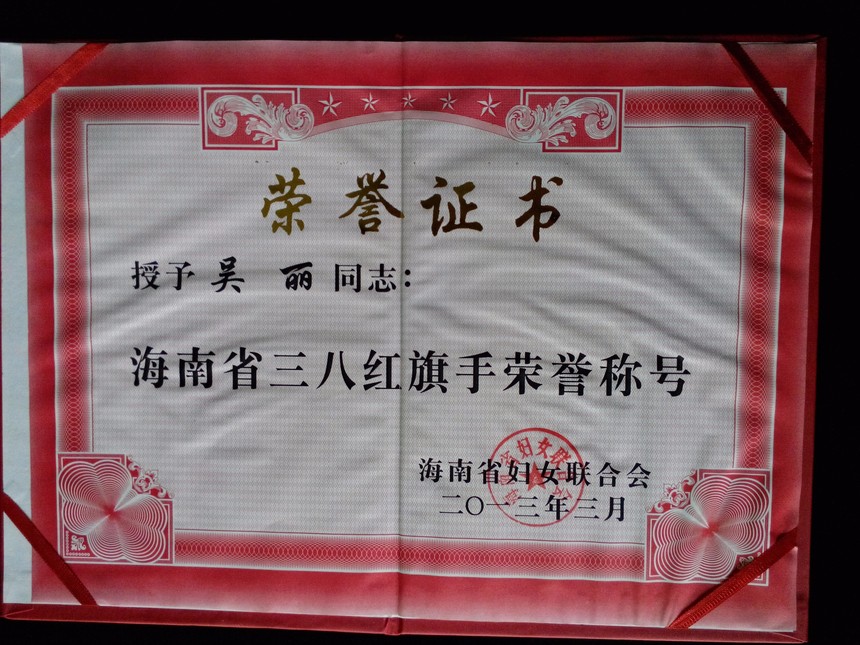 荣誉证书
授予 吴 丽 同志：
海南省三八红旗手荣誉称号
海南省妇女联合会
二〇一三年三月